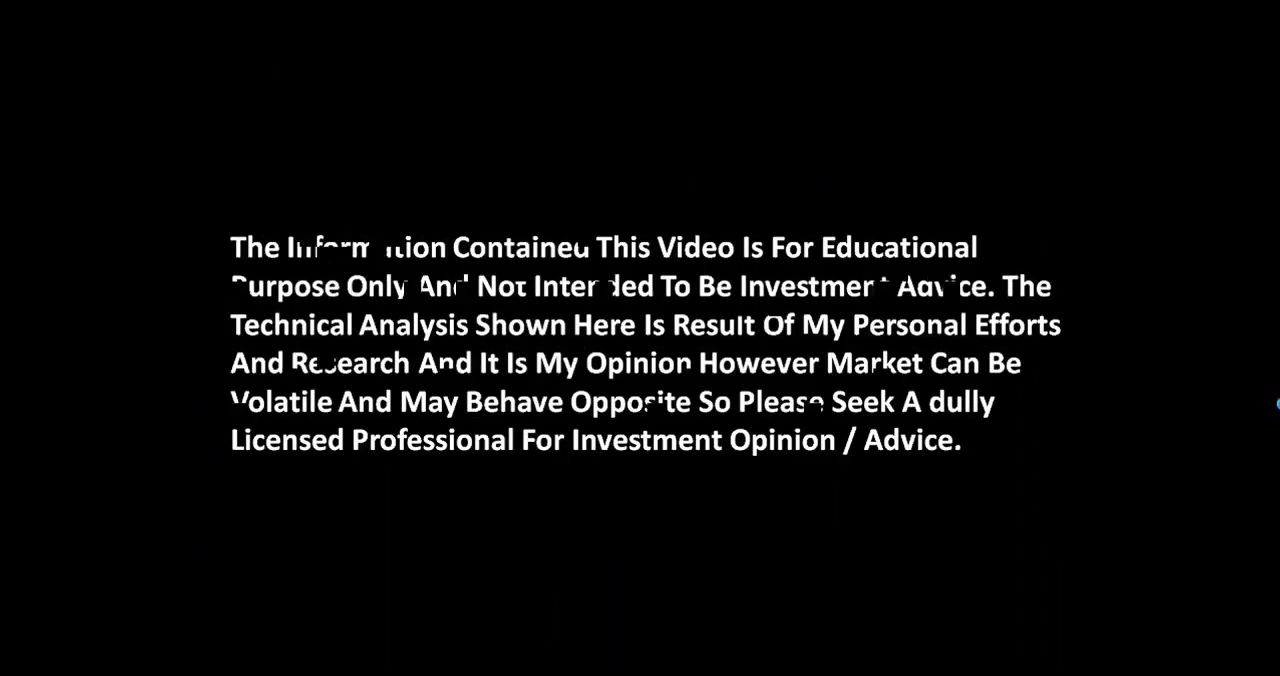 The Information Contained This Video Is For Educational
Purpose Only And Not Intended To Be Investment Advice. The
Technical Analysis Shown Here Is Result Of My Personal Efforts
And Research And It Is My Opinion However Market Can Be
Volatile And May Behave Opposite So Please Seek A dully
Licensed Professional For Investment Opinion / Advice.